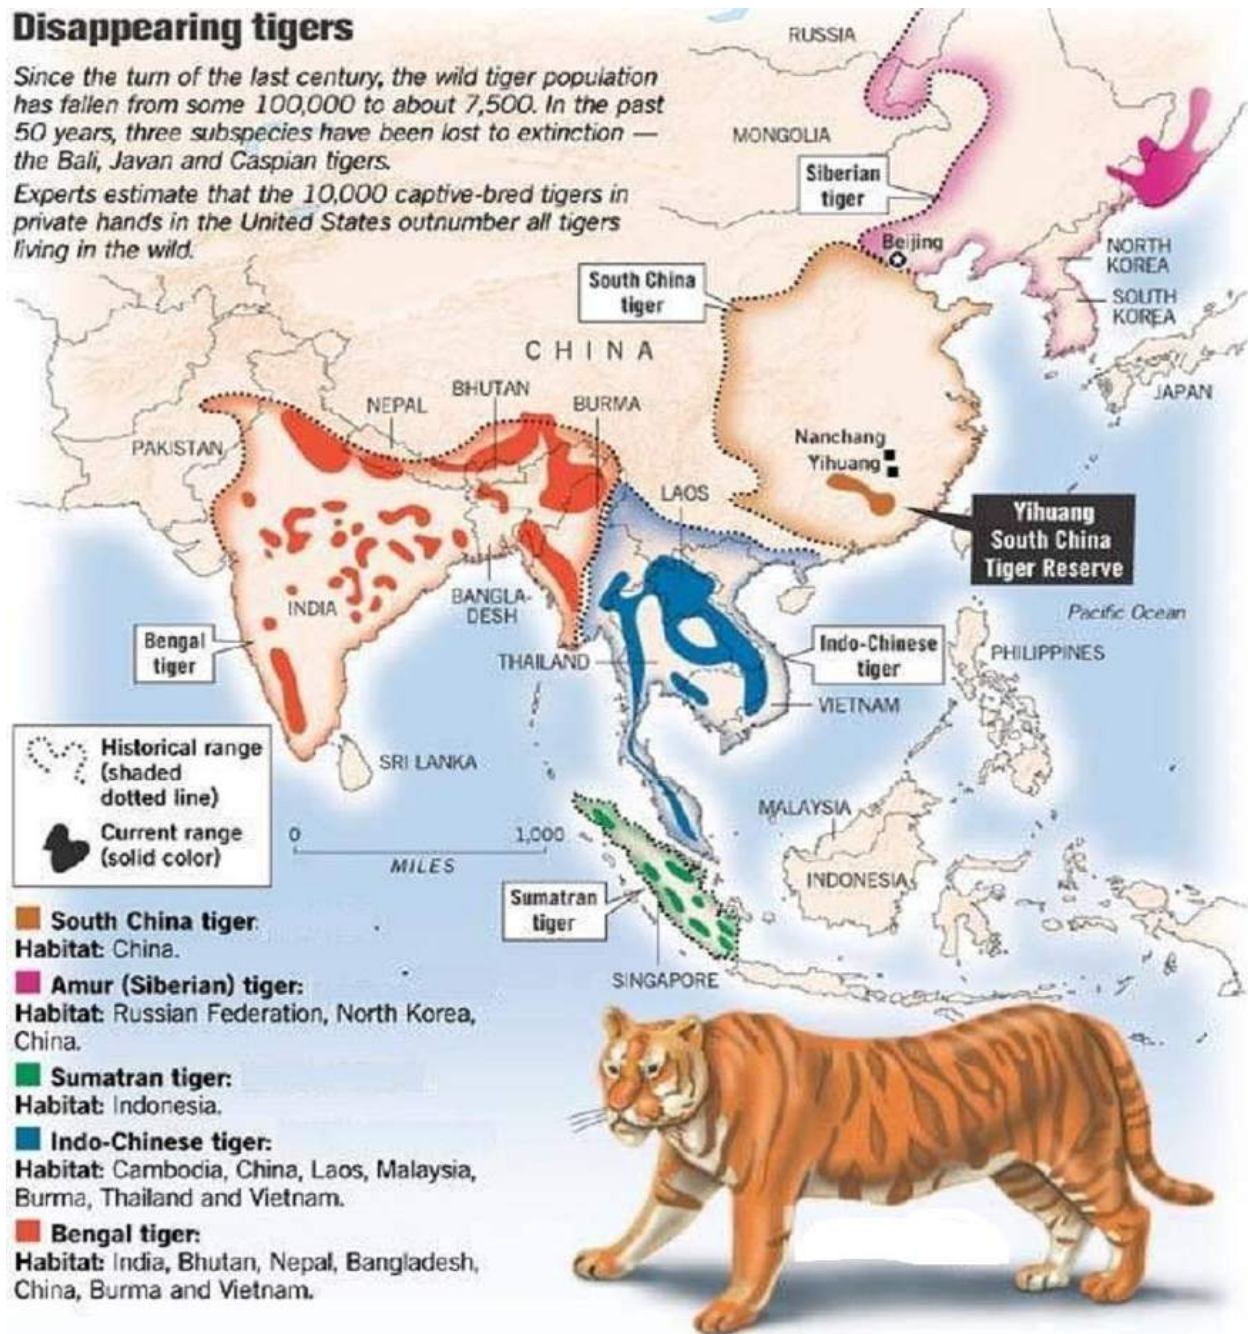 Disappearing tigers
Since the turn of the last century, the wild tiger population
has fallen from some 100,000 to about 7,500. In the past
50 years, three subspecies have been lost to extinction —
the Bali, Javan and Caspian tigers.
Experts estimate that the 10,000 captive-bred tigers in
private hands in the United States outnumber all tigers
living in the wild.
RUSSIA
MONGOLIA
Siberian
tiger
Beijing
NORTH
KOREA
SOUTH
KOREA
JAPAN
South China
tiger
CHINA
BHUTAN
NEPAL
BURMA
PAKISTAN
Nanchang
Yihuang
LAOS
Yihuang
South China
Tiger Reserve
Pacific Ocean
INDIA
BANGLA-
DESH
Bengal
tiger
THAILAND
Indo-Chinese
tiger
PHILIPPINES
VIETNAM
SRI LANKA
Historical range
(shaded
dotted line)
Current range
(solid color)
0
1,000
MILES
MALAYSIA
INDONESIA
Sumatran
tiger
SINGAPORE
South China tiger:
Habitat: China.
Amur (Siberian) tiger:
Habitat: Russian Federation, North Korea,
China.
Sumatran tiger:
Habitat: Indonesia.
Indo-Chinese tiger:
Habitat: Cambodia, China, Laos, Malaysia,
Burma, Thailand and Vietnam.
Bengal tiger:
Habitat: India, Bhutan, Nepal, Bangladesh,
China, Burma and Vietnam.